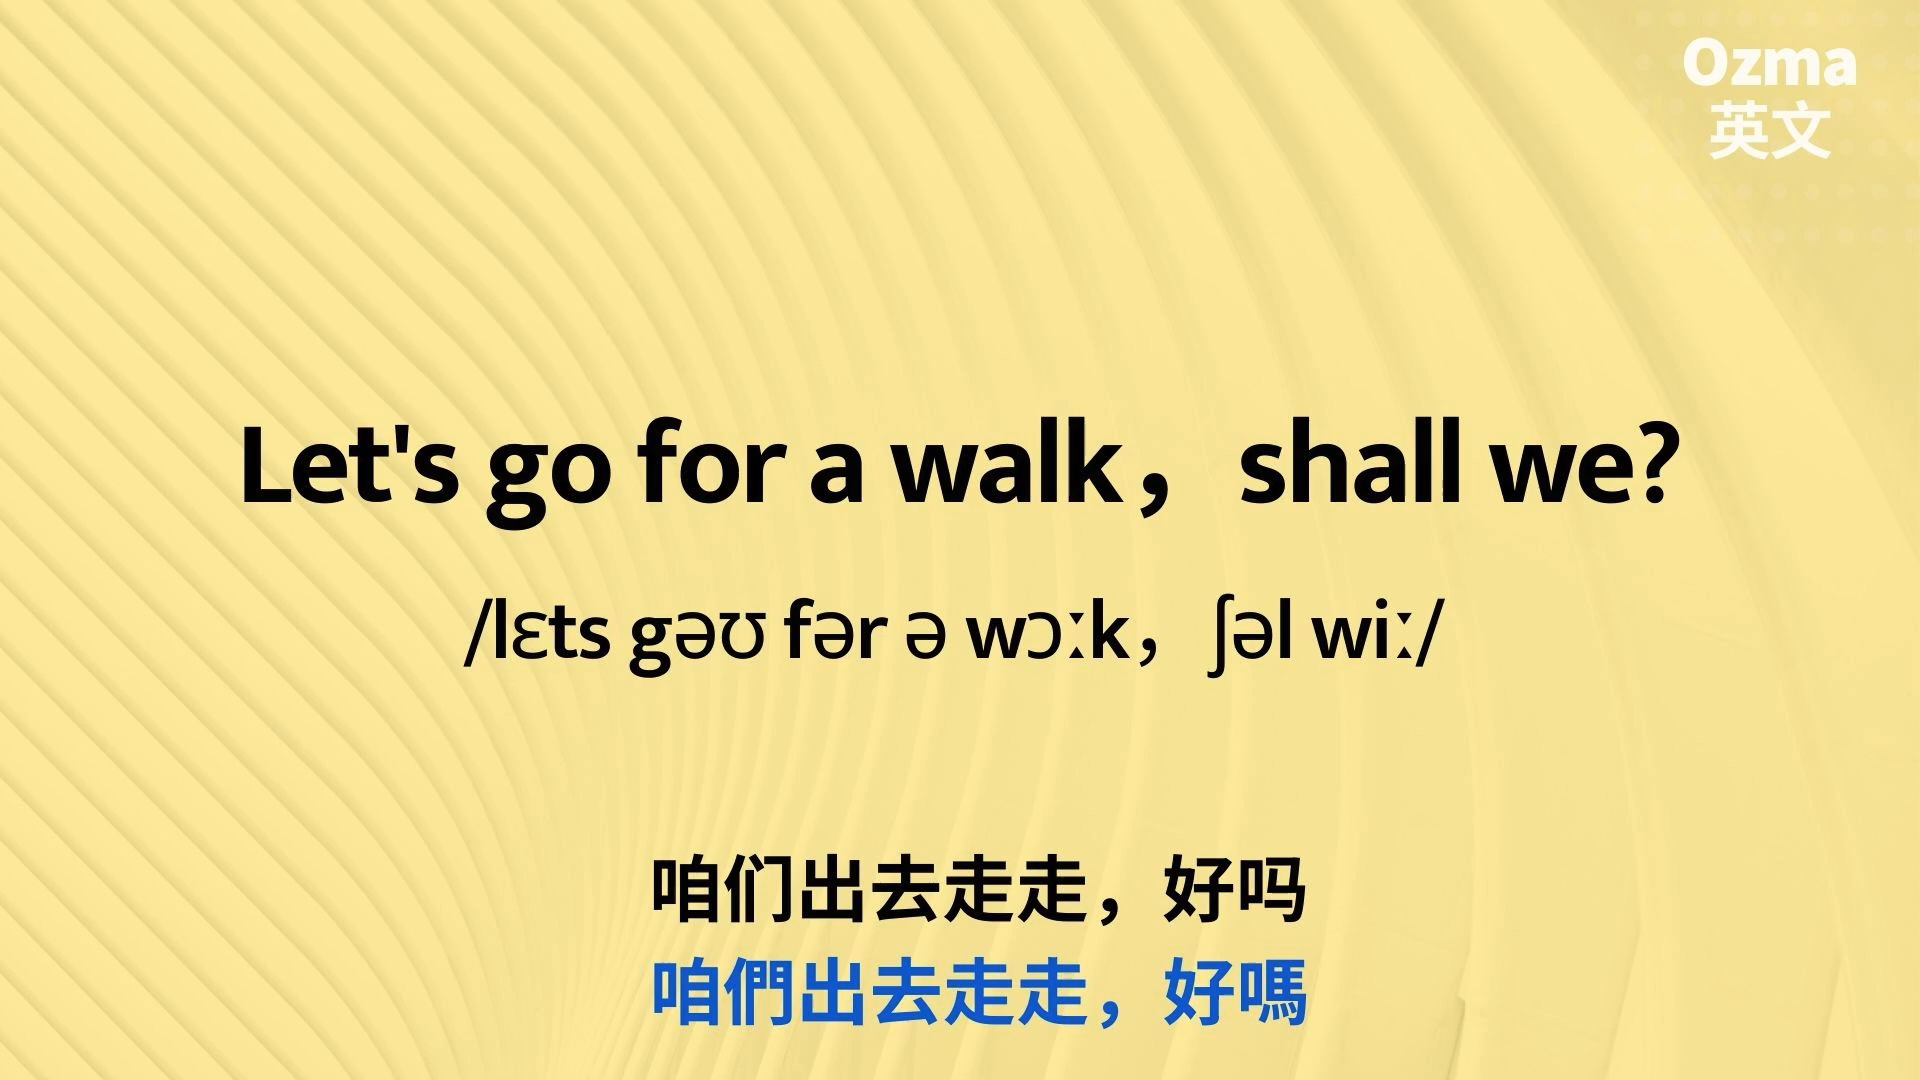 Ozma
英文
Let's go for a walk，shall we?
/lɛts gəʊ fər ə wɔːk，ʃəl wiː/
咱们出去走走，好吗
咱們出去走走，好嗎